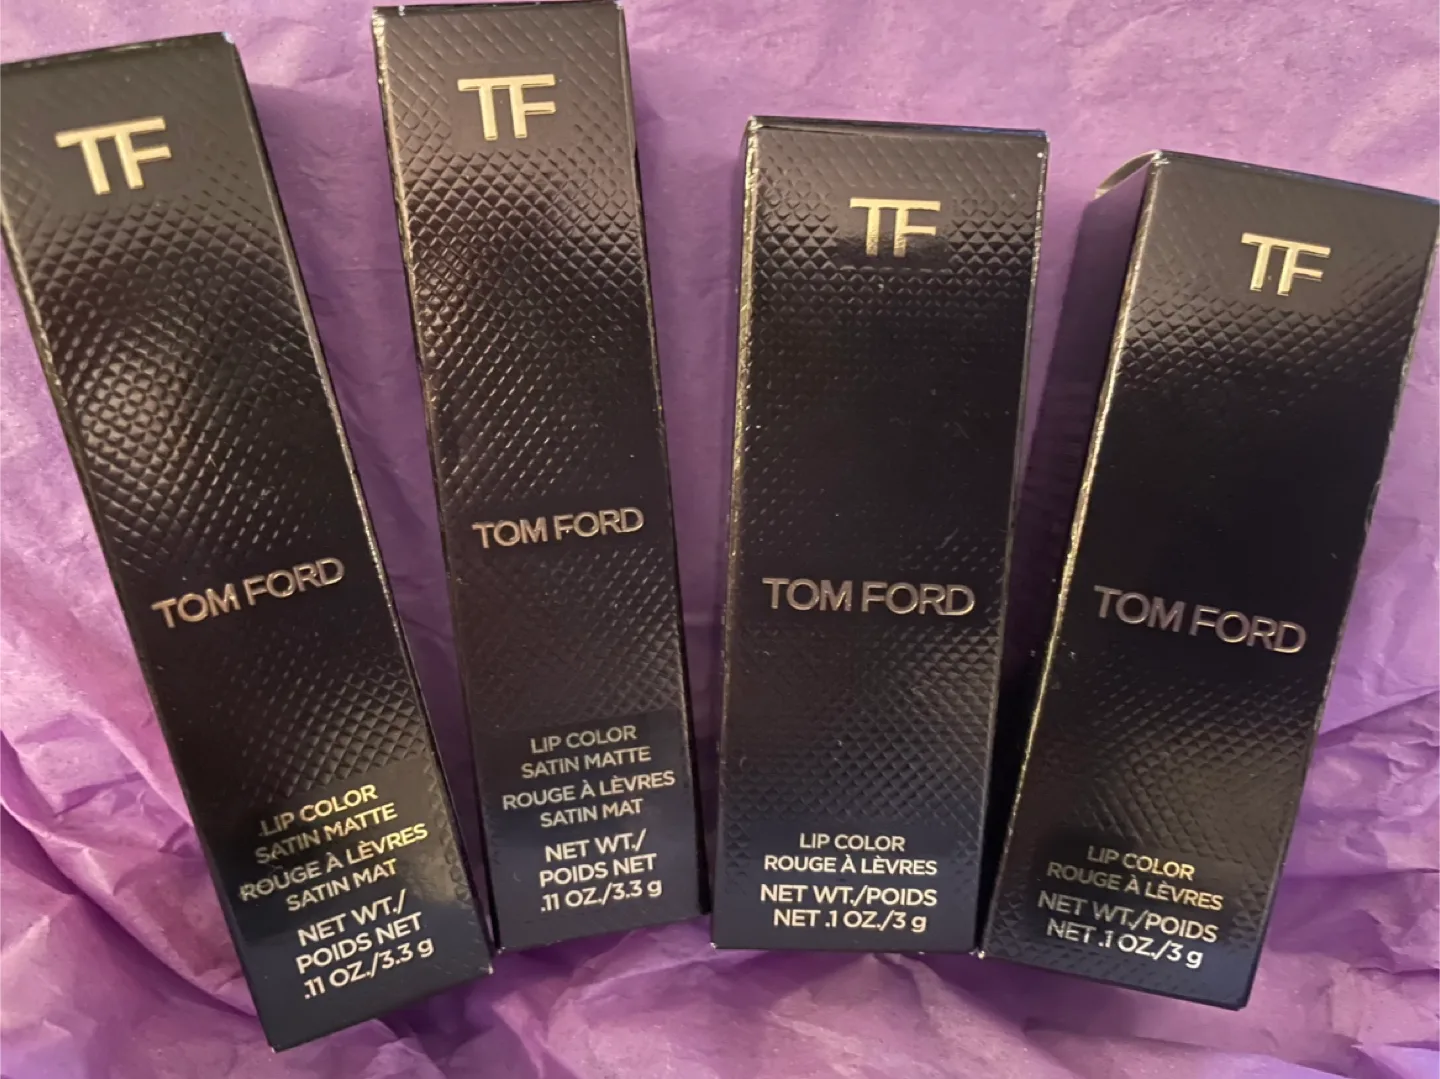 TF
TOM FORD
LIP COLOR
SATIN MATTE
ROUGE À LÈVRES
SATIN MAT
NET WT./
POIDS NET
.11 OZ./3.3 g
TF
TOM FORD
LIP COLOR
SATIN MATTE
ROUGE À LÈVRES
SATIN MAT
NET WT./
POIDS NET
.11 OZ./3.3 g
TF
TOM FORD
LIP COLOR
ROUGE À LÈVRES
NET WT./POIDS
NET .1 OZ./3 g
TF
TOM FORD
LIP COLOR
ROUGE À LÈVRES
NET WT./POIDS
NET .1 OZ./3 g